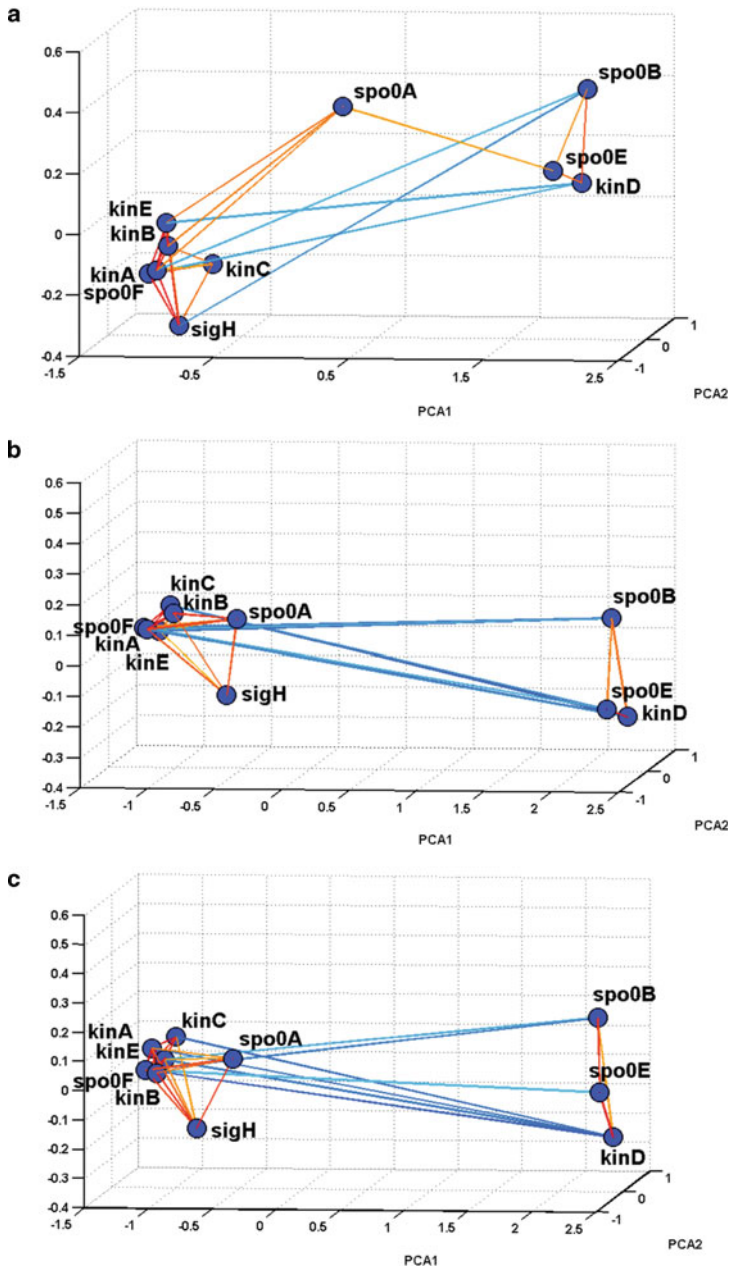 a
0.6
0.4
0.2
0
-0.2
-0.4
spo0A
spo0B
spo0E
kinD
kinE
kinB
kinA
spo0F
kinC
sigH
-1.5
-0.5
0.5
1.5
2.5
-1
0
1
PCA1
PCA2
b
0.6
0.5
0.4
0.3
0.2
0.1
0
-0.1
-0.2
-0.3
-0.4
kinC
kinB
spo0F
spo0A
kinA
kinE
sigH
spo0B
spo0E
kinD
-1.5
-1
-0.5
0
0.5
1
1.5
2
2.5
-1
0
1
PCA1
PCA2
c
0.6
0.5
0.4
0.3
0.2
0.1
0
-0.1
-0.2
-0.3
-0.4
kinA
kinC
kinE
spo0A
spo0F
kinB
sigH
spo0B
spo0E
kinD
-1.5
-1
-0.5
0
0.5
1
1.5
2
2.5
-1
0
1
PCA1
PCA2